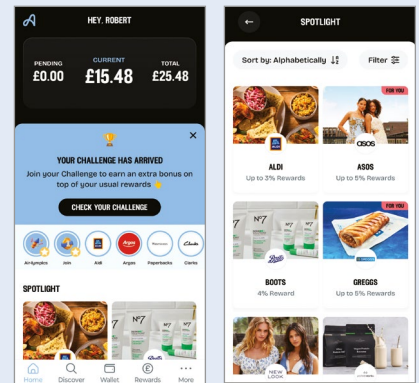 HEY, ROBERT
PENDING
£0.00
CURRENT
£15.48
TOTAL
£25.48
YOUR CHALLENGE HAS ARRIVED
Join your Challenge to earn an extra bonus on
top of your usual rewards
CHECK YOUR CHALLENGE
Airlympics
Join
Aldi
Argos
Paperbacks
Clarks
SPOTLIGHT
Home
Discover
Wallet
Rewards
More
SPOTLIGHT
Sort by: Alphabetically
Filter
ALDI
Up to 3% Rewards
FOR YOU
asos
ASOS
Up to 5% Rewards
No7
Boots
BOOTS
4% Reward
FOR YOU
GREGGS
Up to 5% Rewards
NEW
LOOK